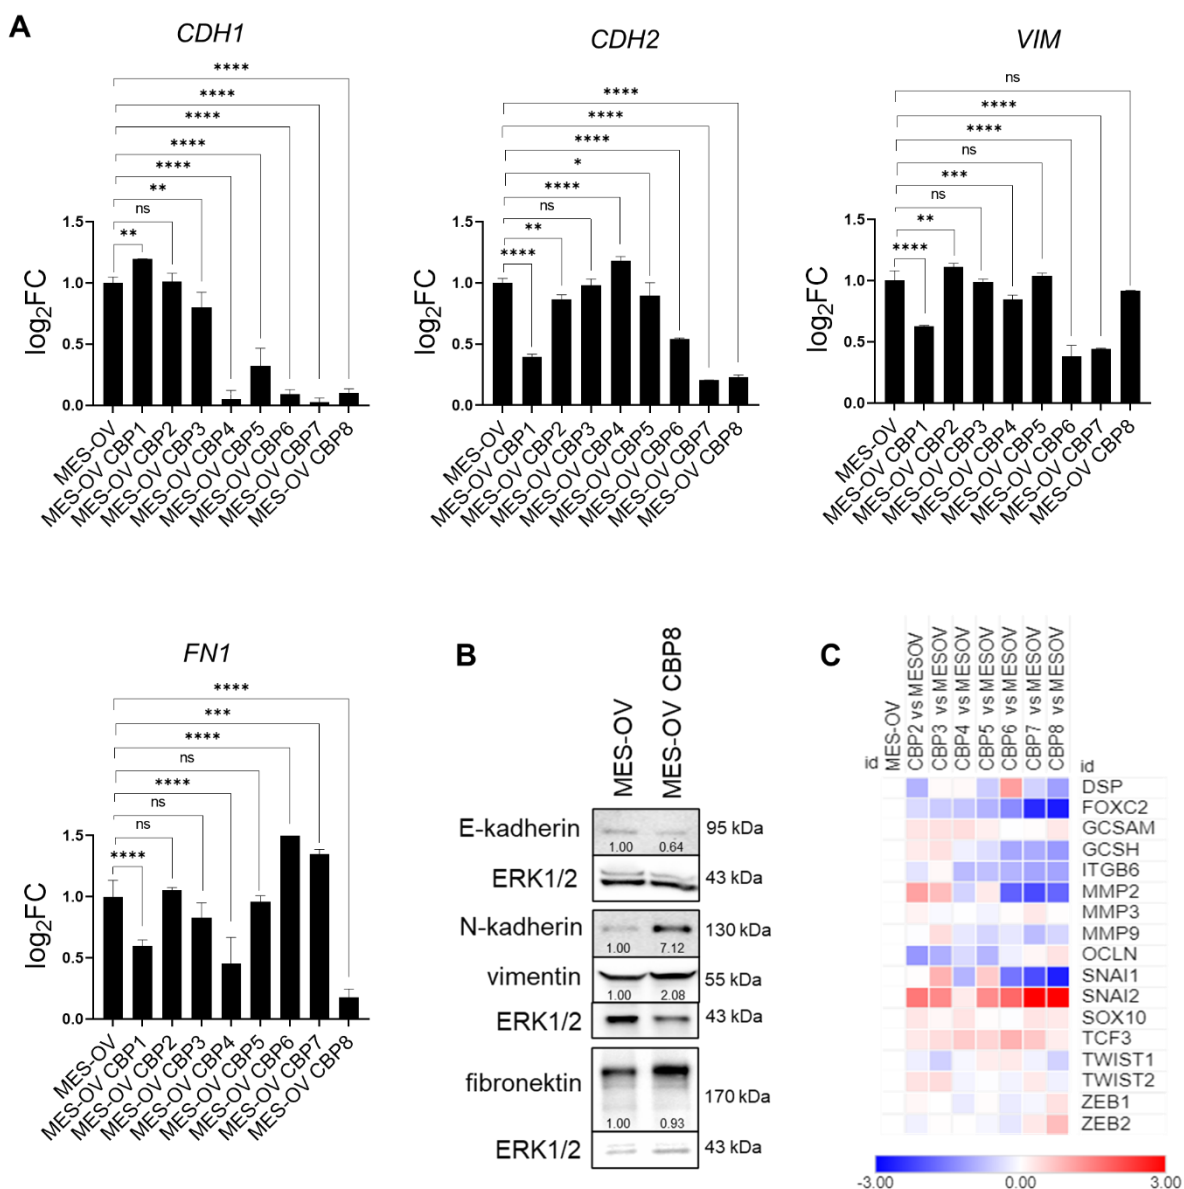 A
CDH1
****
****
****
****
****
**
ns
**
log2FC
1.5
1.0
0.5
0.0
MES-OV
MES-OV CBP1
MES-OV CBP2
MES-OV CBP3
MES-OV CBP4
MES-OV CBP5
MES-OV CBP6
MES-OV CBP7
MES-OV CBP8
CDH2
****
****
****
*
****
ns
**
****
log2FC
1.5
1.0
0.5
0.0
MES-OV
MES-OV CBP1
MES-OV CBP2
MES-OV CBP3
MES-OV CBP4
MES-OV CBP5
MES-OV CBP6
MES-OV CBP7
MES-OV CBP8
VIM
ns
****
****
ns
***
ns
**
****
log2FC
1.5
1.0
0.5
0.0
MES-OV
MES-OV CBP1
MES-OV CBP2
MES-OV CBP3
MES-OV CBP4
MES-OV CBP5
MES-OV CBP6
MES-OV CBP7
MES-OV CBP8
FN1
****
***
****
ns
****
ns
ns
****
log2FC
1.5
1.0
0.5
0.0
MES-OV
MES-OV CBP1
MES-OV CBP2
MES-OV CBP3
MES-OV CBP4
MES-OV CBP5
MES-OV CBP6
MES-OV CBP7
MES-OV CBP8
B
MES-OV
MES-OV CBP8
E-kadherin 1.00 0.64 95 kDa
ERK1/2 43 kDa
N-kadherin 1.00 7.12 130 kDa
vimentin 1.00 2.08 55 kDa
ERK1/2 43 kDa
fibronektin 1.00 0.93 170 kDa
ERK1/2 43 kDa
C
id
MES-OV
CBP2 vs MESOV
CBP3 vs MESOV
CBP4 vs MESOV
CBP5 vs MESOV
CBP6 vs MESOV
CBP7 vs MESOV
CBP8 vs MESOV
id
DSP
FOXC2
GCSAM
GCSH
ITGB6
MMP2
MMP3
MMP9
OCLN
SNAI1
SNAI2
SOX10
TCF3
TWIST1
TWIST2
ZEB1
ZEB2
-3.00 0.00 3.00